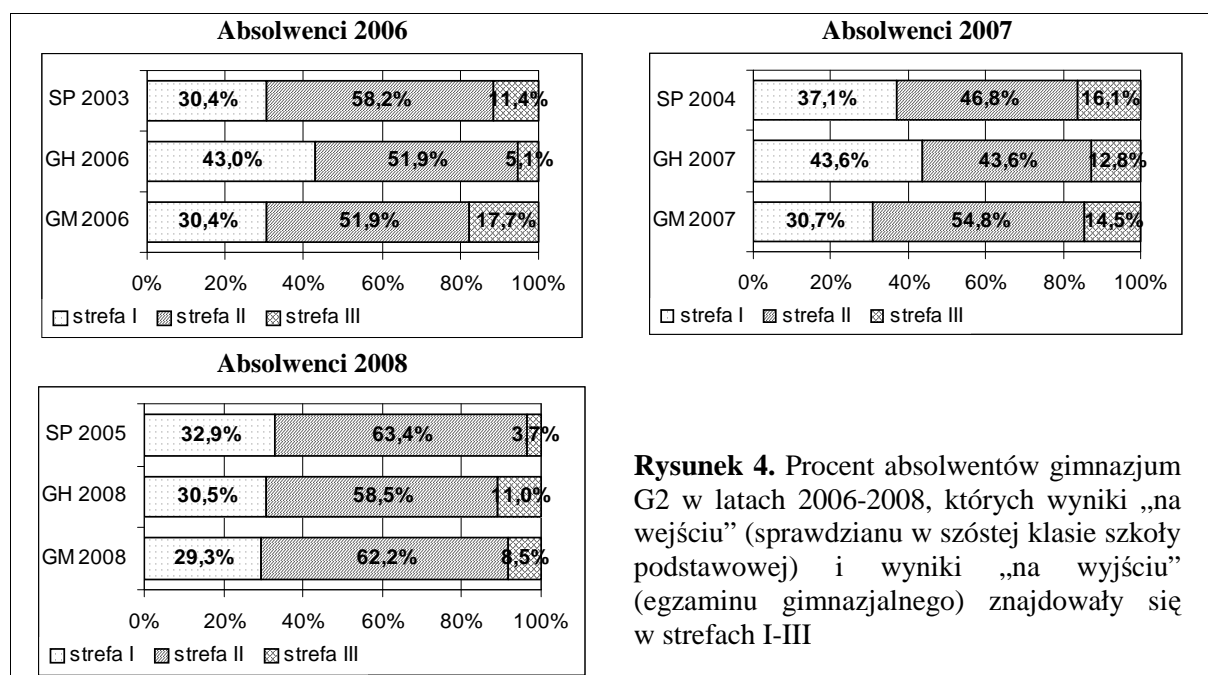 Absolwenci 2006
SP 2003 30,4% 58,2% 11,4%
GH 2006 43,0% 51,9% 5,1%
GM 2006 30,4% 51,9% 17,7%
0% 20% 40% 60% 80% 100%
strefa I strefa II strefa III
Absolwenci 2007
SP 2004 37,1% 46,8% 16,1%
GH 2007 43,6% 43,6% 12,8%
GM 2007 30,7% 54,8% 14,5%
0% 20% 40% 60% 80% 100%
strefa I strefa II strefa III
Absolwenci 2008
SP 2005 32,9% 63,4% 3,7%
GH 2008 30,5% 58,5% 11,0%
GM 2008 29,3% 62,2% 8,5%
0% 20% 40% 60% 80% 100%
strefa I strefa II strefa III
Rysunek 4. Procent absolwentów gimnazjum
G2 w latach 2006-2008, których wyniki „na
wejściu” (sprawdzianu w szóstej klasie szkoły
podstawowej) i wyniki „na wyjściu”
(egzaminu gimnazjalnego) znajdowały się
w strefach I-III